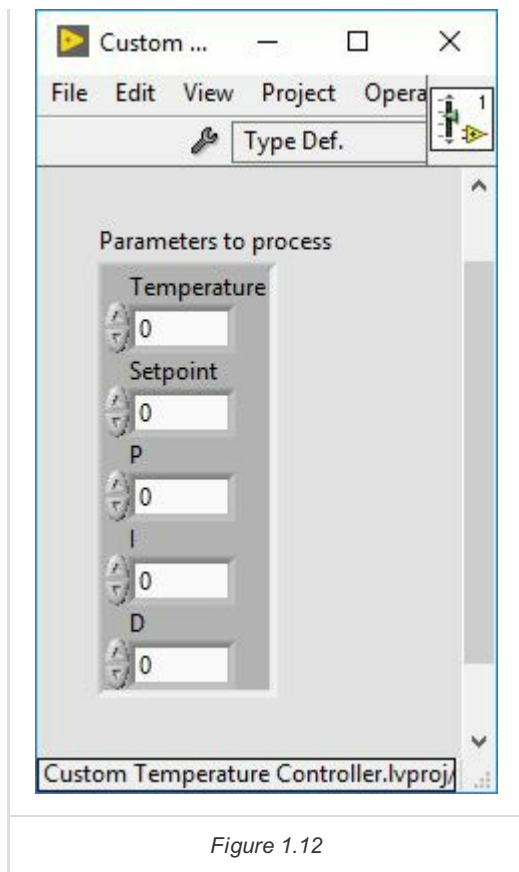 Custom ...
File Edit View Project Opera
1
Type Def.
Parameters to process
Temperature
0
Setpoint
0
P
0
I
0
D
0
Custom Temperature Controller.lvproj/
Figure 1.12